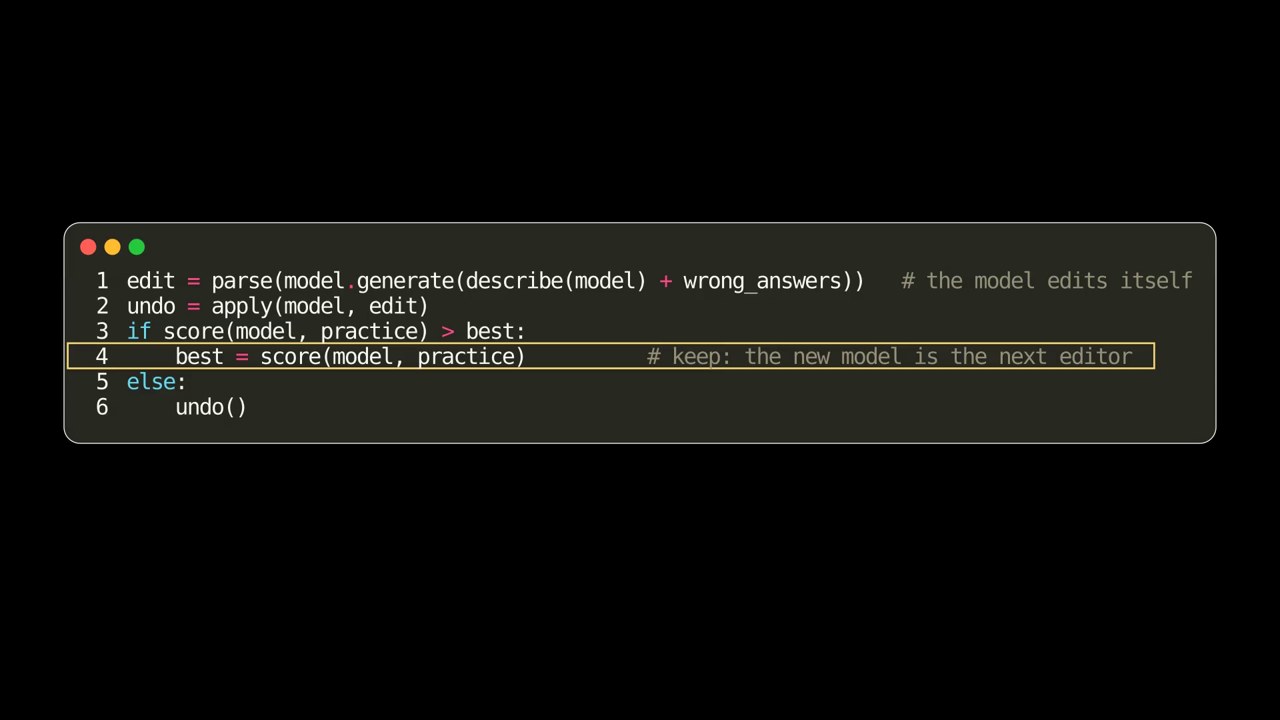 1 edit = parse(model.generate(describe(model) + wrong_answers))   # the model edits itself
2 undo = apply(model, edit)
3 if score(model, practice) > best:
4     best = score(model, practice)          # keep: the new model is the next editor
5 else:
6     undo()